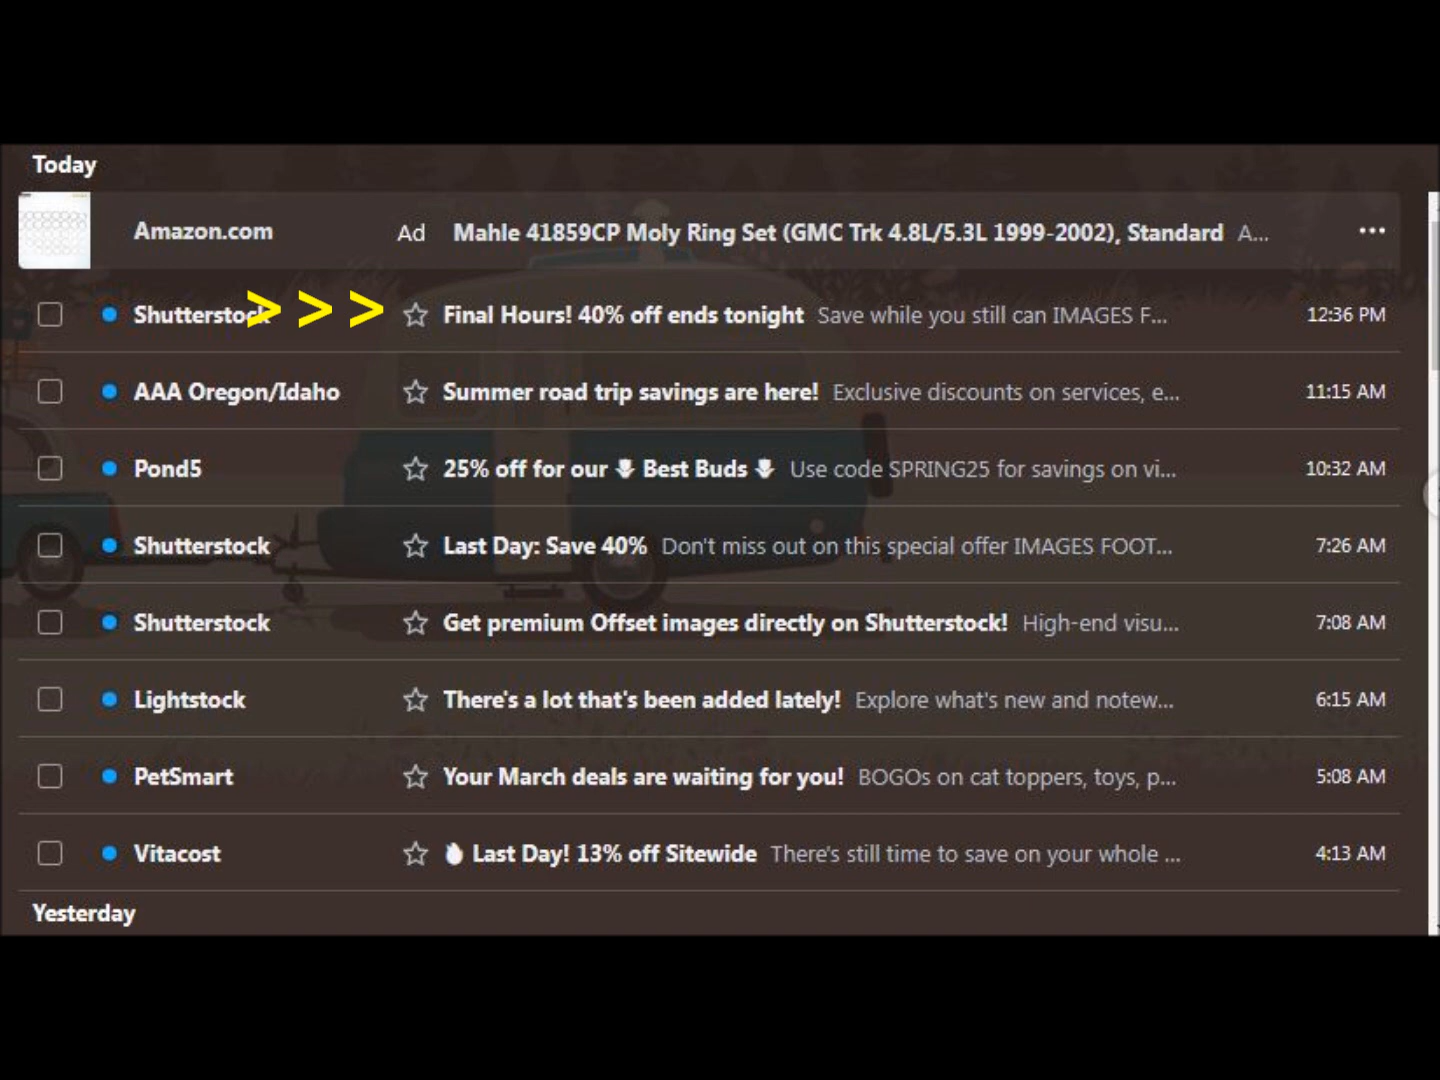 Today
Amazon.com Ad Mahle 41859CP Moly Ring Set (GMC Trk 4.8L/5.3L 1999-2002), Standard A...
Shutterstock > > > Final Hours! 40% off ends tonight Save while you still can IMAGES F... 12:36 PM
AAA Oregon/Idaho Summer road trip savings are here! Exclusive discounts on services, e... 11:15 AM
Pond5 25% off for our 🌷 Best Buds 🌷 Use code SPRING25 for savings on vi... 10:32 AM
Shutterstock Last Day: Save 40% Don't miss out on this special offer IMAGES FOOT... 7:26 AM
Shutterstock Get premium Offset images directly on Shutterstock! High-end visu... 7:08 AM
Lightstock There's a lot that's been added lately! Explore what's new and notew... 6:15 AM
PetSmart Your March deals are waiting for you! BOGOs on cat toppers, toys, p... 5:08 AM
Vitacost Last Day! 13% off Sitewide There's still time to save on your whole ... 4:13 AM
Yesterday